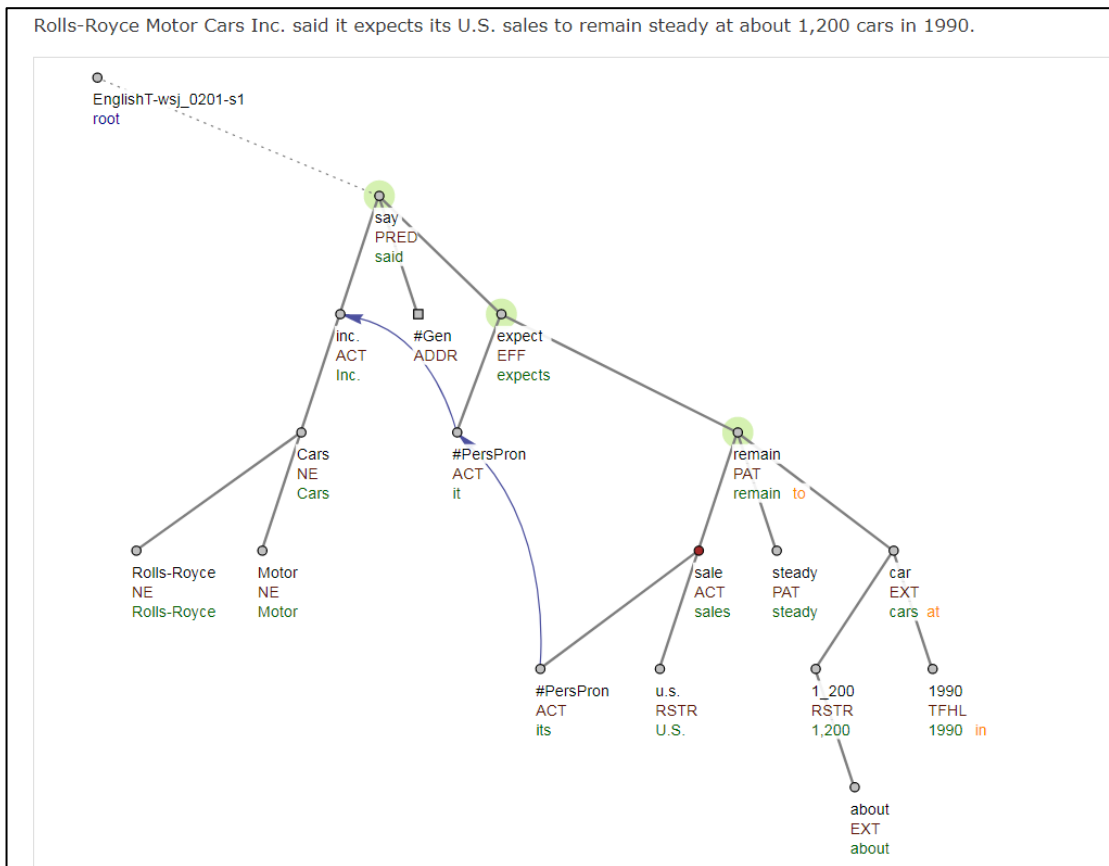 Rolls-Royce Motor Cars Inc. said it expects its U.S. sales to remain steady at about 1,200 cars in 1990.
EnglishT-wsj_0201-s1
root
say
PRED
said
inc.
ACT
Inc.
#Gen
ADDR
expect
EFF
expects
Cars
NE
Cars
#PersPron
ACT
it
remain
PAT
remain to
Rolls-Royce
NE
Rolls-Royce
Motor
NE
Motor
sale
ACT
sales
steady
PAT
steady
car
EXT
cars at
#PersPron
ACT
its
u.s.
RSTR
U.S.
1_200
RSTR
1,200
1990
TFHL
1990 in
about
EXT
about